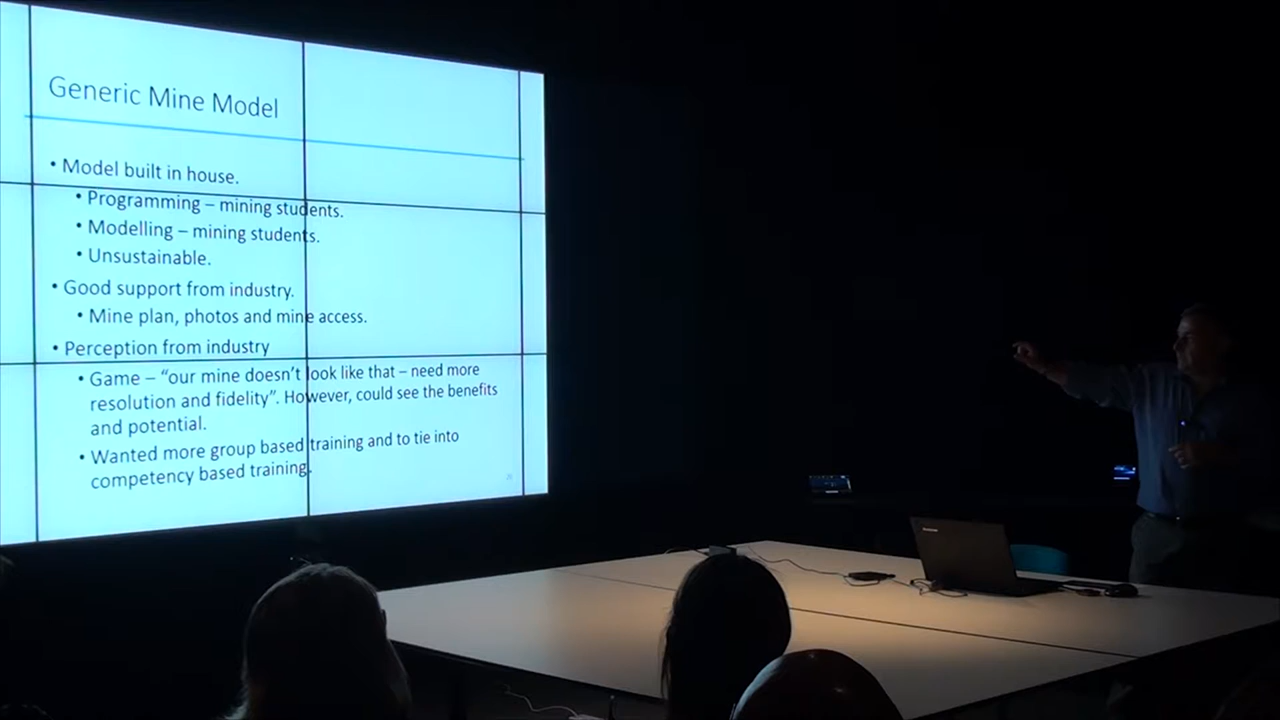 Generic Mine Model
• Model built in house.
• Programming – mining students.
• Modelling – mining students.
• Unsustainable.
• Good support from industry.
• Mine plan, photos and mine access.
• Perception from industry
• Game – “our mine doesn’t look like that – need more
resolution and fidelity”. However, could see the benefits
and potential.
• Wanted more group based training and to tie into
competency based training.